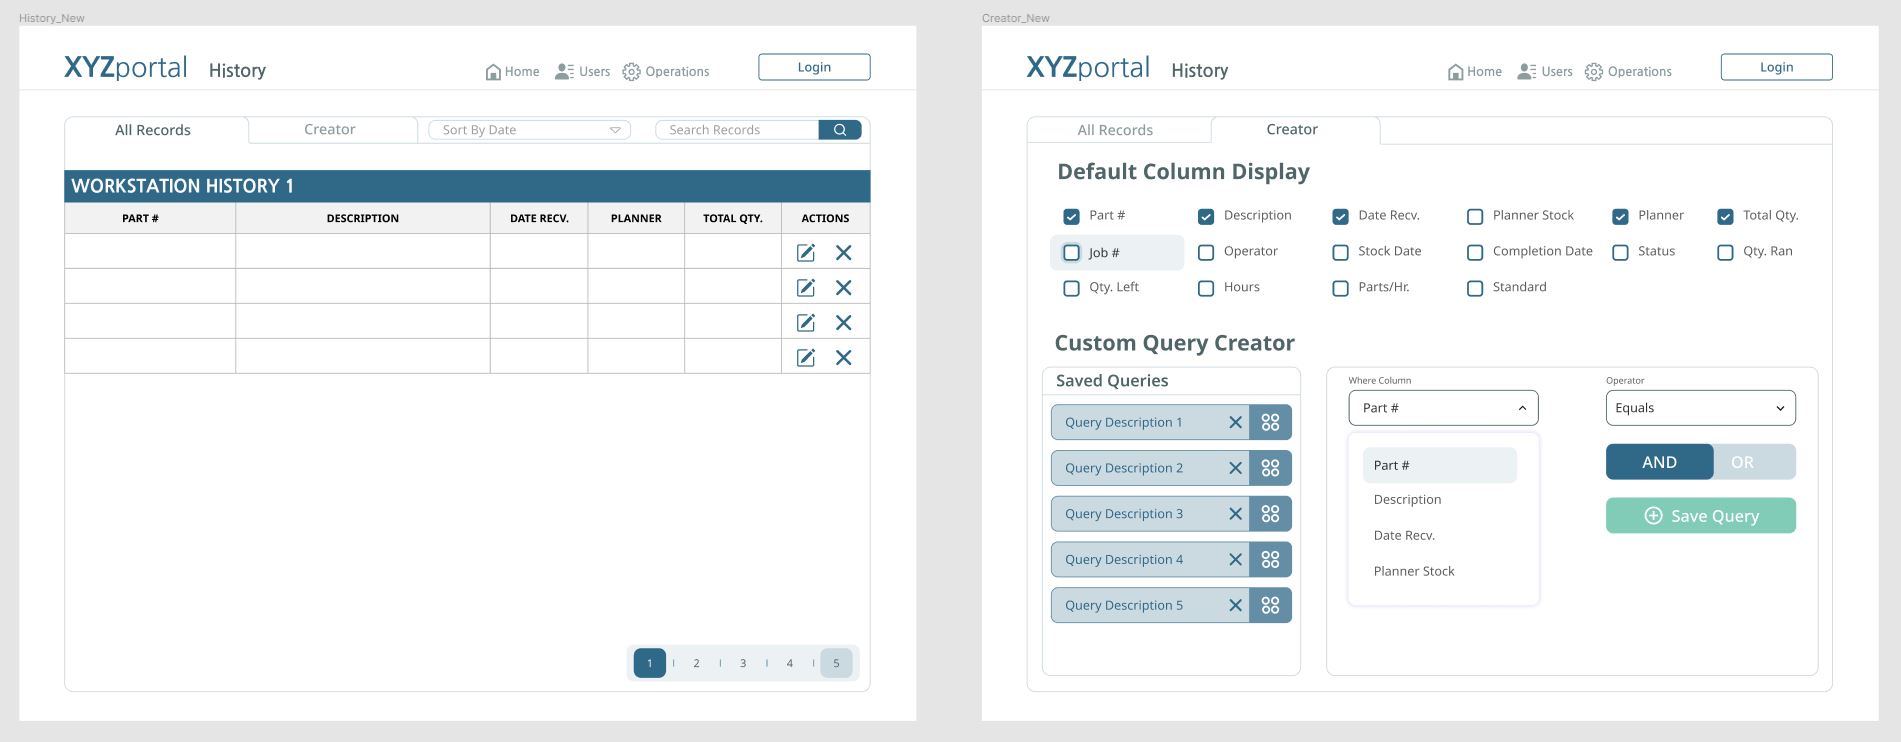 History_New
XYZportal History Home Users Operations Login
All Records Creator Sort By Date Search Records
WORKSTATION HISTORY 1
PART # DESCRIPTION DATE RECV. PLANNER TOTAL QTY. ACTIONS
1 2 3 4 5
Creator_New
XYZportal History Home Users Operations Login
All Records Creator
Default Column Display
Part # Description Date Recv. Planner Stock Planner Total Qty.
Job # Operator Stock Date Completion Date Status Qty. Ran
Qty. Left Hours Parts/Hr. Standard
Custom Query Creator
Saved Queries
Query Description 1
Query Description 2
Query Description 3
Query Description 4
Query Description 5
Where Column
Part #
Part #
Description
Date Recv.
Planner Stock
Operator
Equals
AND OR
Save Query